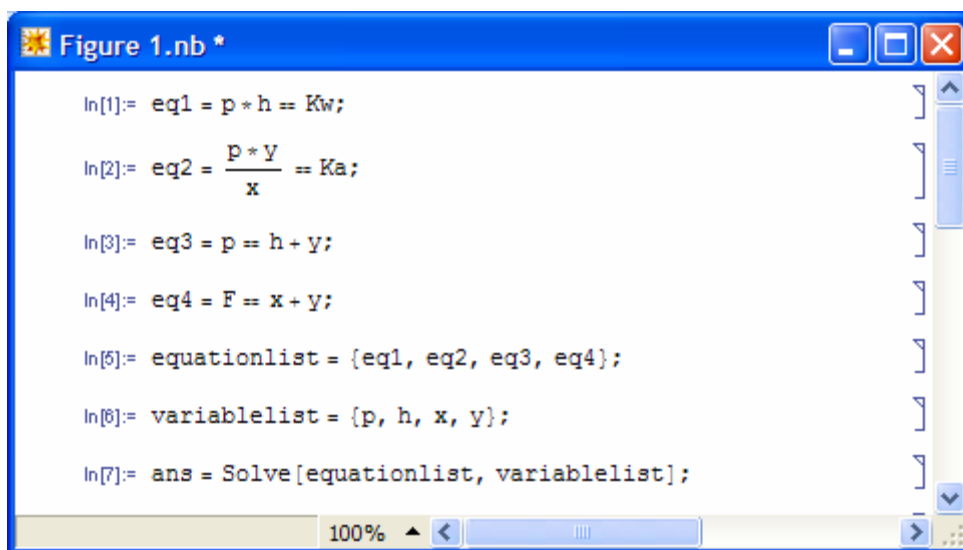 Figure 1.nb *
In[1]:= eq1 = p * h == Kw;
In[2]:= eq2 = p * y / x == Ka;
In[3]:= eq3 = p == h + y;
In[4]:= eq4 = F == x + y;
In[5]:= equationlist = {eq1, eq2, eq3, eq4};
In[6]:= variablelist = {p, h, x, y};
In[7]:= ans = Solve[equationlist, variablelist];
100%